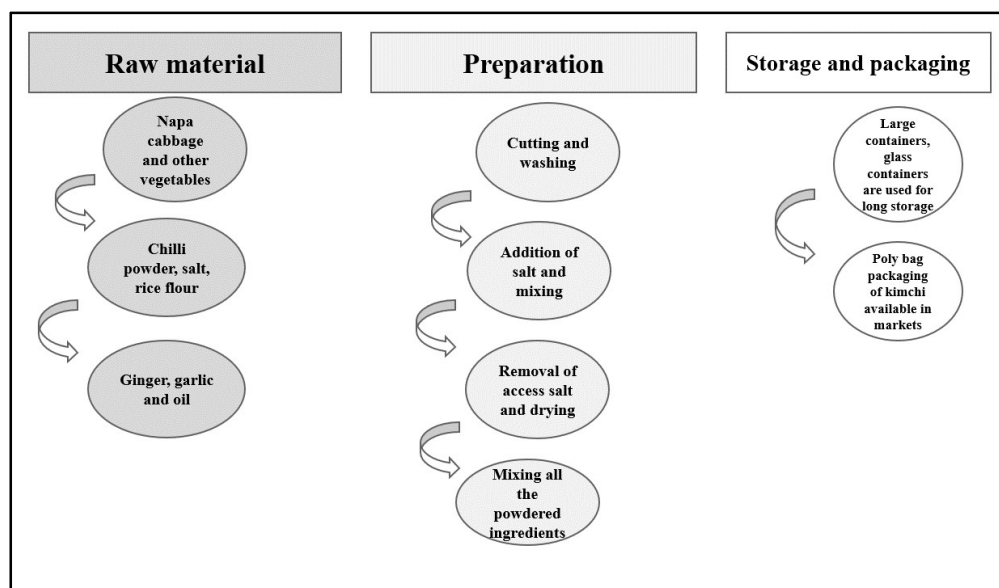 Raw material
Napa
cabbage
and other
vegetables
Chilli
powder, salt,
rice flour
Ginger, garlic
and oil
Preparation
Cutting and
washing
Addition of
salt and
mixing
Removal of
access salt
and drying
Mixing all
the
powdered
ingredients
Storage and packaging
Large
containers,
glass
containers
are used for
long storage
Poly bag
packaging
of kimchi
available in
markets